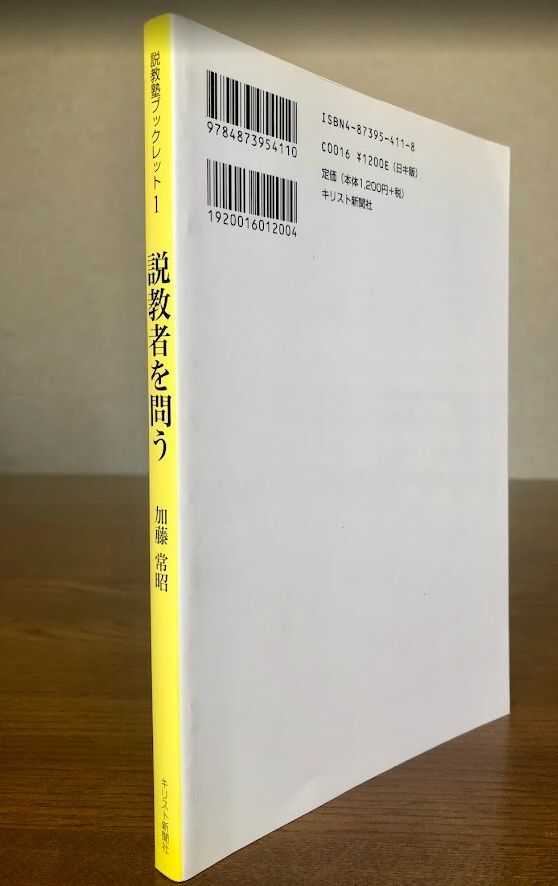 説教塾ブックレット 1
説教者を問う
加藤 常昭
キリスト新聞社
9784873954110
1920016012004
ISBN4-87395-411-8
C0016 ¥1200E (日キ販)
定価 (本体1,200円+税)
キリスト新聞社